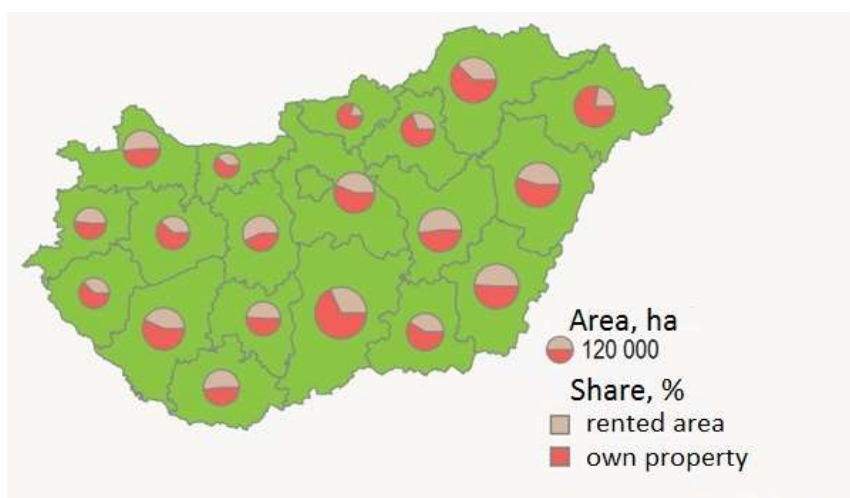 Area, ha
120 000
Share, %
rented area
own property